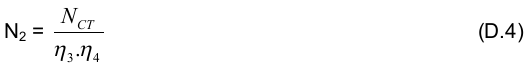 N₂ = N_CT / η₃.η₄ (D.4)